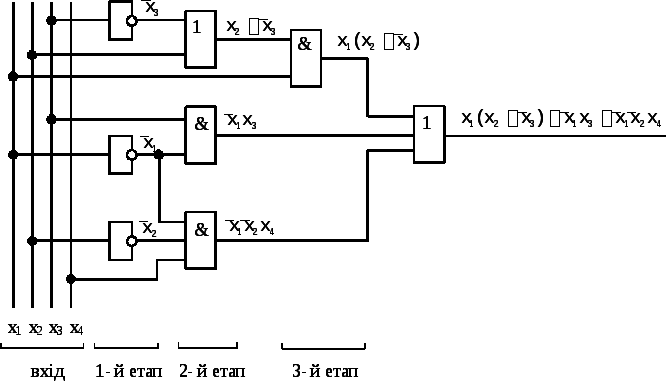 x̅₃
1
x₂ □ x̅₃
&
x₁(x₂ □ x̅₃)
&
x̅₁x₃
1
x₁(x₂ □ x̅₃) □ x̅₁x₃ □ x̅₁x̅₂x₄
x̅₁
x̅₂
&
x̅₁x̅₂x₄
x₁ x₂ x₃ x₄
вхід 1- й етап 2- й етап 3- й етап